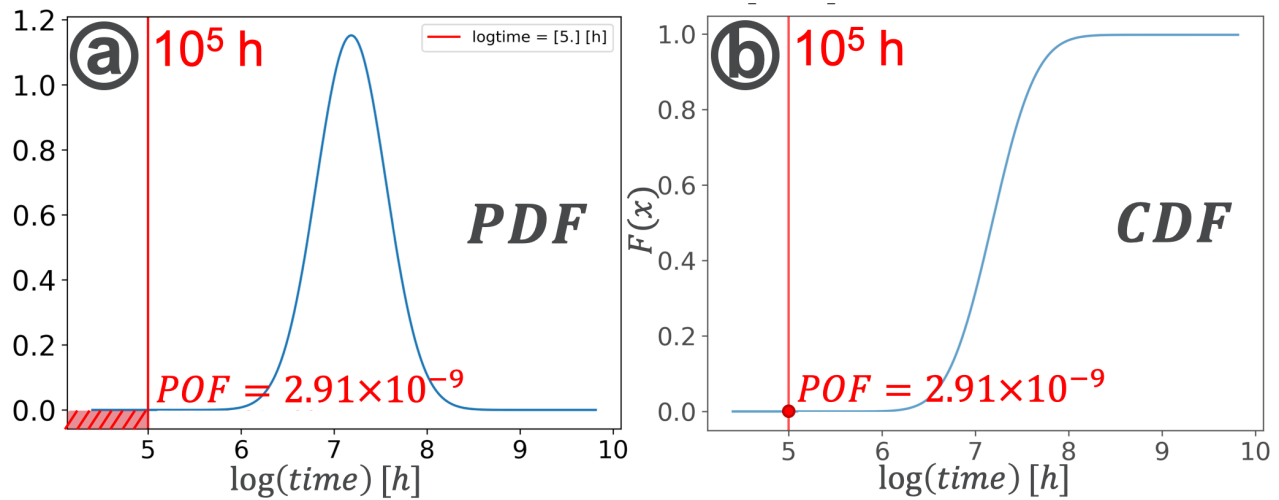 1.2
1.0
0.8
0.6
0.4
0.2
0.0
ⓐ
10⁵ h
logtime = [5.] [h]
PDF
POF = 2.91×10⁻⁹
5 6 7 8 9 10
log(time) [h]
ⓑ
10⁵ h
1.0
0.8
0.6
0.4
0.2
0.0
F(x)
CDF
POF = 2.91×10⁻⁹
5 6 7 8 9 10
log(time) [h]